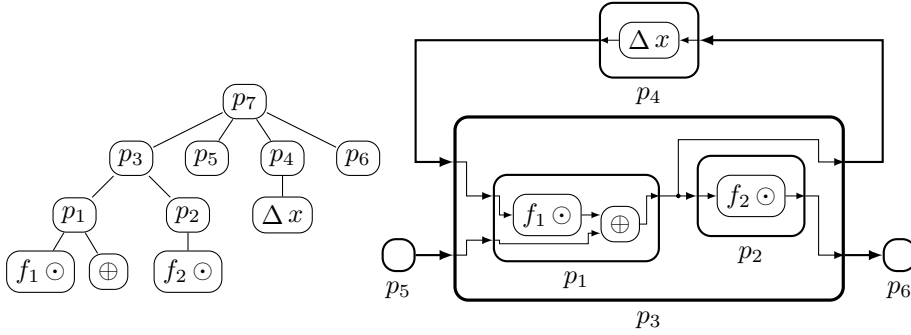 p₇
p₃ p₅ p₄ p₆
p₁ p₂ Δ x
f₁ ⊙ ⊕ f₂ ⊙
Δ x
p₄
f₁ ⊙ ⊕ f₂ ⊙
p₁ p₂
p₅ p₆
p₃